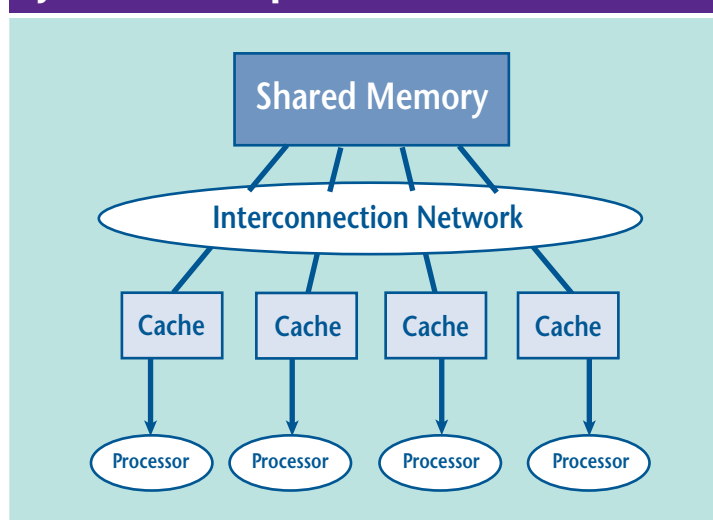 Shared Memory
Interconnection Network
Cache Cache Cache Cache
Processor Processor Processor Processor